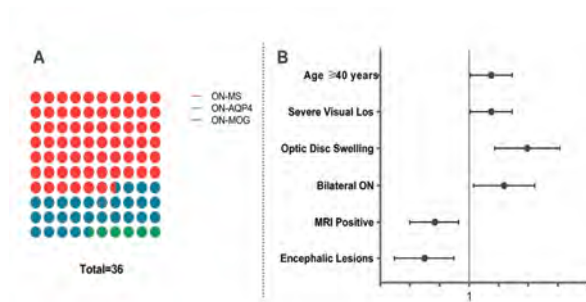 A
ON-MS
ON-AQP4
ON-MOG
Total=36
B
Age ≥40 years
Severe Visual Los
Optic Disc Swelling
Bilateral ON
MRI Positive
Encephalic Lesions
1